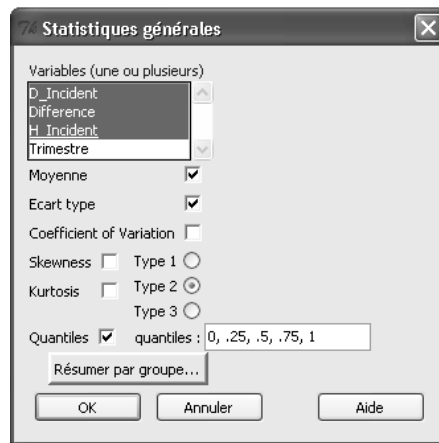 Statistiques générales
Variables (une ou plusieurs)
D_Incident
Difference
H_Incident
Trimestre
Moyenne
Ecart type
Coefficient of Variation
Skewness Type 1
Kurtosis Type 2
Type 3
Quantiles quantiles : 0, .25, .5, .75, 1
Résumer par groupe...
OK Annuler Aide